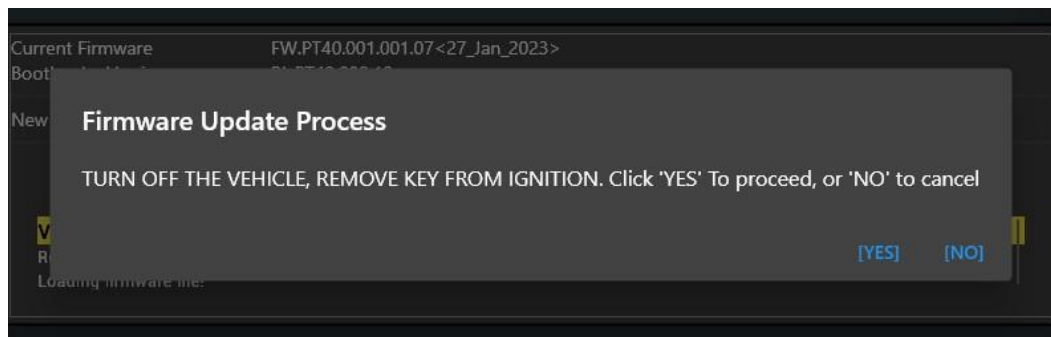 Current Firmware FW.PT40.001.001.07<27_Jan_2023>
New
Firmware Update Process
TURN OFF THE VEHICLE, REMOVE KEY FROM IGNITION. Click 'YES' To proceed, or 'NO' to cancel
[YES] [NO]